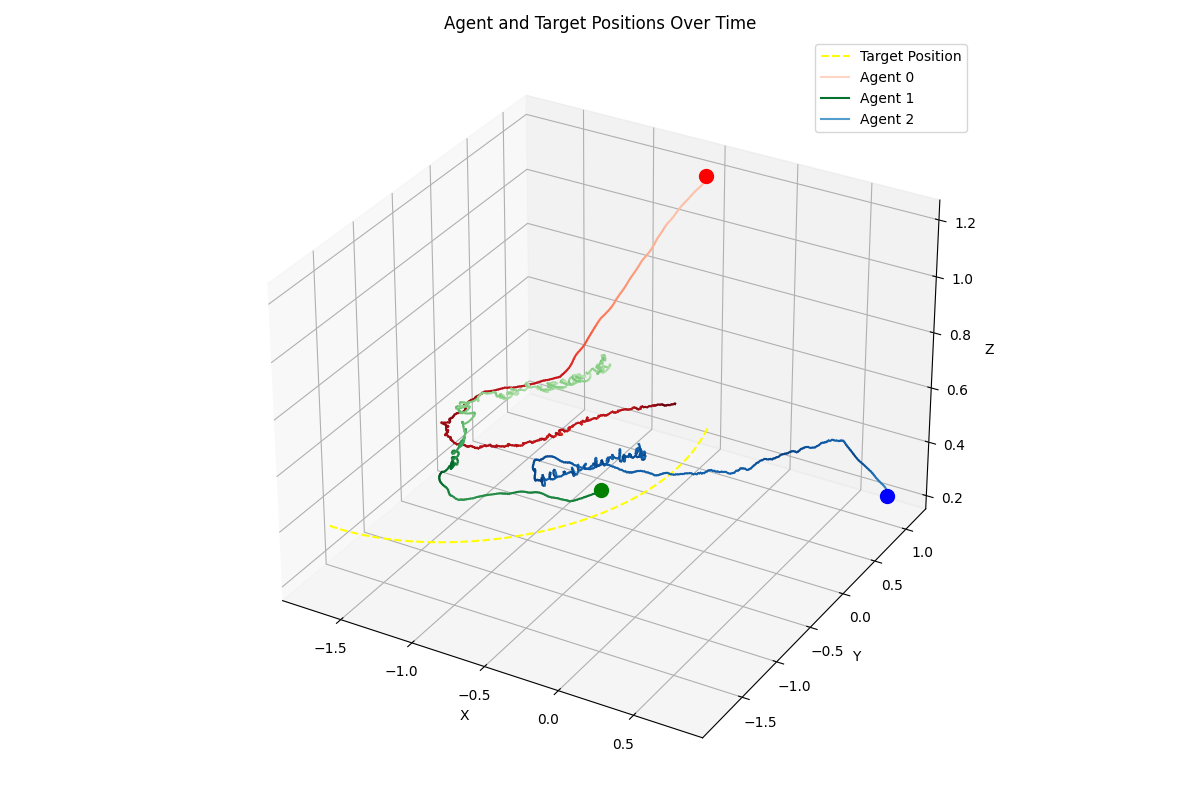 Agent and Target Positions Over Time
Target Position
Agent 0
Agent 1
Agent 2
1.2
1.0
0.8
Z
0.6
0.4
0.2
1.0
0.5
0.0
−0.5
Y
−1.0
−1.5
−1.5
−1.0
−0.5
X
0.0
0.5